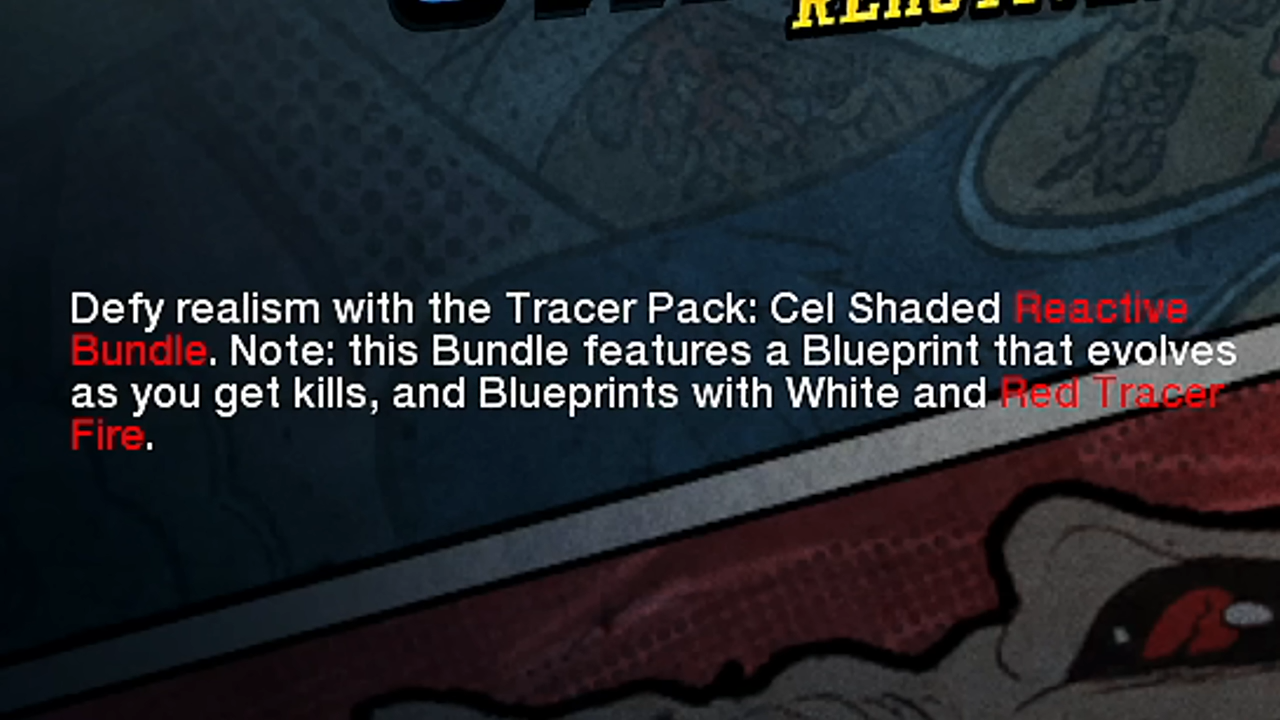 Defy realism with the Tracer Pack: Cel Shaded Reactive
Bundle. Note: this Bundle features a Blueprint that evolves
as you get kills, and Blueprints with White and Red Tracer
Fire.